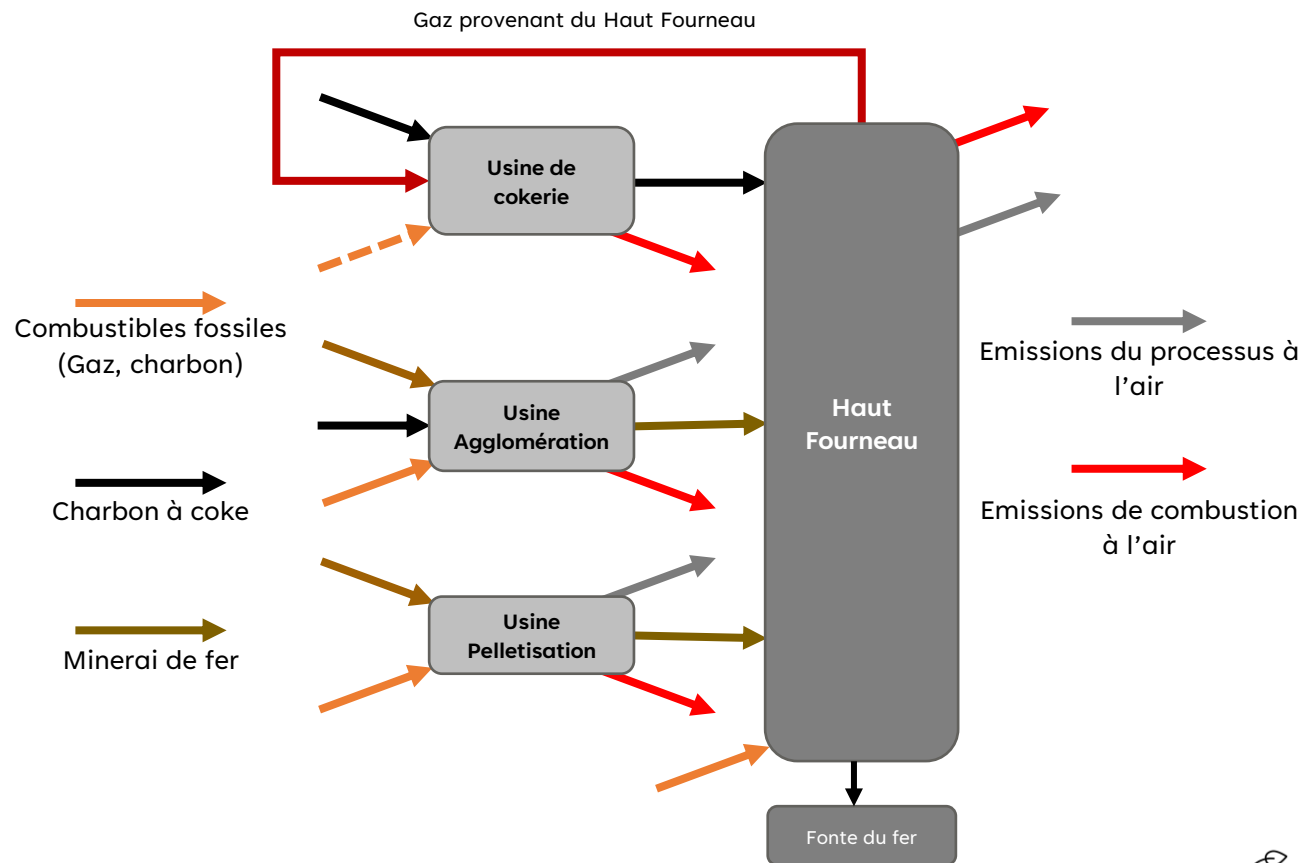 Gaz provenant du Haut Fourneau
Usine de
cokerie
Combustibles fossiles
(Gaz, charbon)
Emissions du processus à
l’air
Usine
Agglomération
Haut
Fourneau
Charbon à coke
Emissions de combustion
à l’air
Usine
Pelletisation
Minerai de fer
Fonte du fer